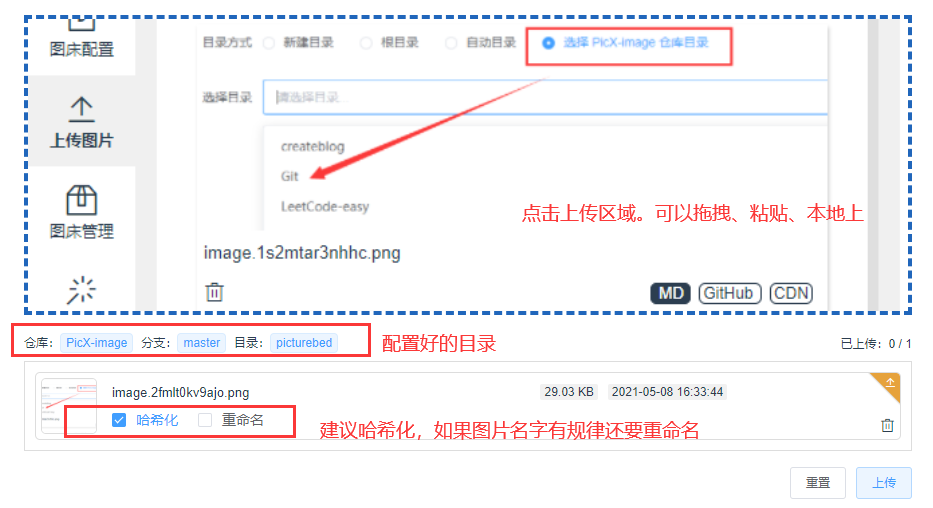 图床配置
目录方式 新建目录 根目录 自动目录 选择 PicX-image 仓库目录
选择目录 请选择目录...
上传图片
createblog
Git
LeetCode-easy
点击上传区域。可以拖拽、粘贴、本地上
图床管理
image.1s2mtar3nhhc.png
MD GitHub CDN
仓库： PicX-image 分支： master 目录： picturebed
配置好的目录
已上传：0 / 1
image.2fmlt0kv9ajo.png 29.03 KB 2021-05-08 16:33:44
哈希化 重命名
建议哈希化，如果图片名字有规律还要重命名
重置 上传